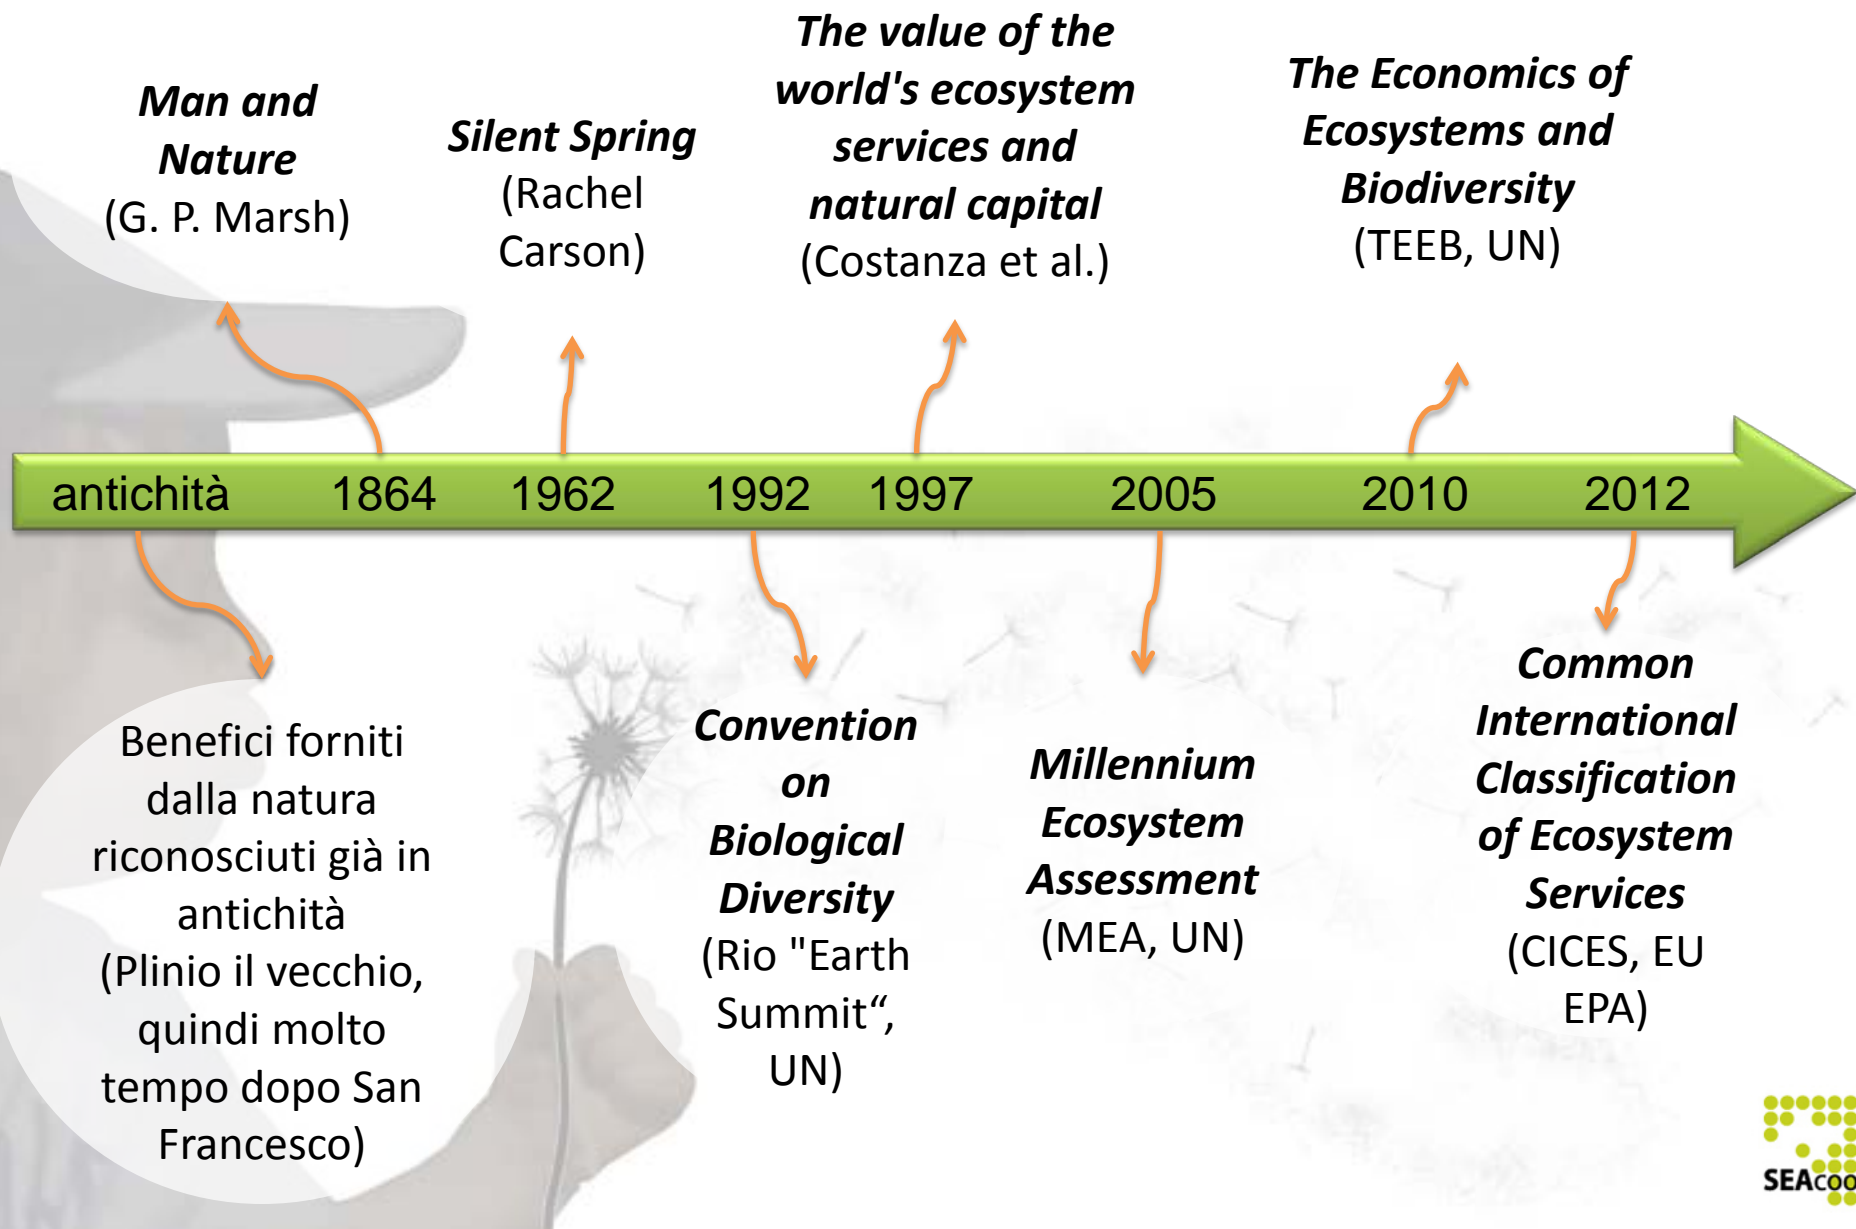 Man and
Nature
(G. P. Marsh)
Silent Spring
(Rachel
Carson)
The value of the
world's ecosystem
services and
natural capital
(Costanza et al.)
The Economics of
Ecosystems and
Biodiversity
(TEEB, UN)
antichità 1864 1962 1992 1997 2005 2010 2012
Benefici forniti
dalla natura
riconosciuti già in
antichità
(Plinio il vecchio,
quindi molto
tempo dopo San
Francesco)
Convention
on
Biological
Diversity
(Rio "Earth
Summit“,
UN)
Millennium
Ecosystem
Assessment
(MEA, UN)
Common
International
Classification
of Ecosystem
Services
(CICES, EU
EPA)
SEAcoo